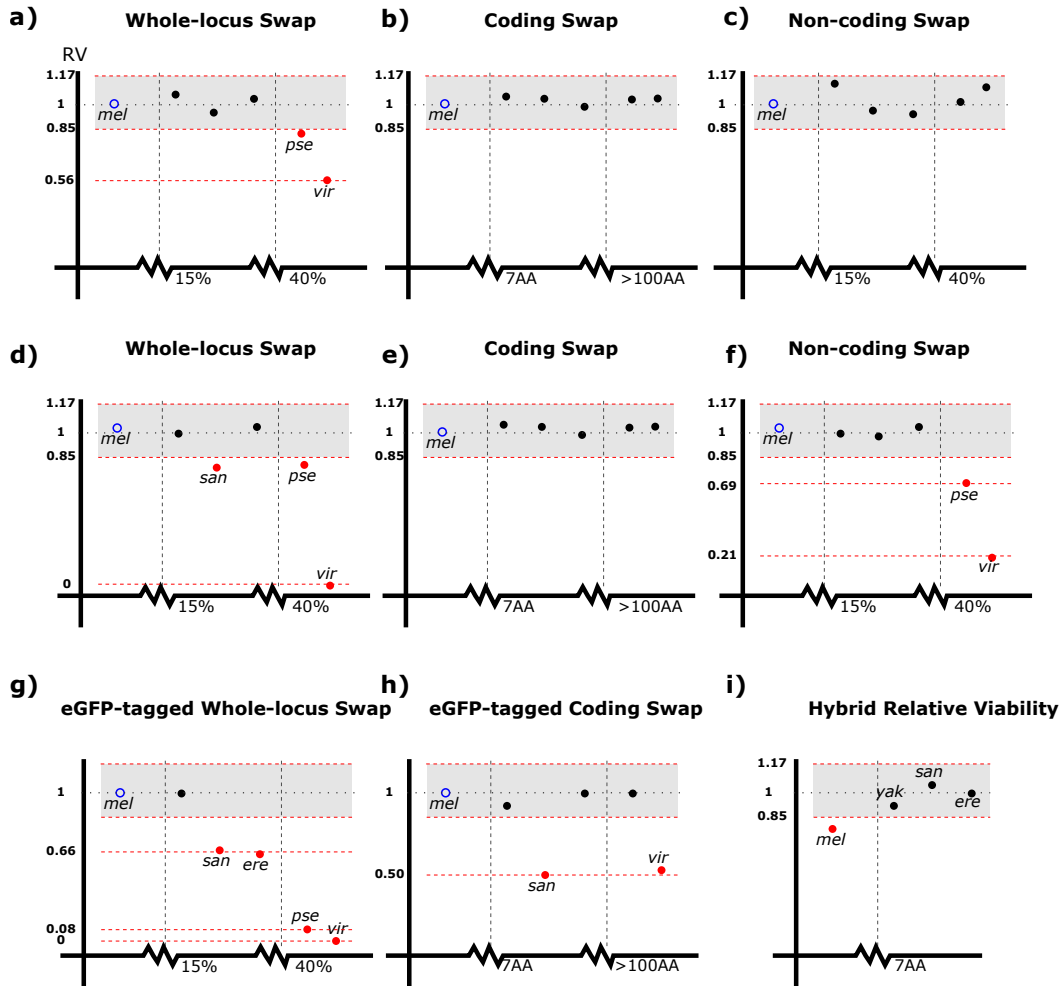 a)
Whole-locus Swap
RV
1.17
1
0.85
0.56
mel
pse
vir
15%
40%
b)
Coding Swap
1.17
1
0.85
mel
7AA
>100AA
c)
Non-coding Swap
1.17
1
0.85
mel
15%
40%
d)
Whole-locus Swap
1.17
1
0.85
0
mel
san
pse
vir
15%
40%
e)
Coding Swap
1.17
1
0.85
mel
7AA
>100AA
f)
Non-coding Swap
1.17
1
0.85
0.69
0.21
mel
pse
vir
15%
40%
g)
eGFP-tagged Whole-locus Swap
1
0.66
0.08
0
mel
san
ere
pse
vir
15%
40%
h)
eGFP-tagged Coding Swap
1
0.50
mel
san
vir
7AA
>100AA
i)
Hybrid Relative Viability
1.17
1
0.85
san
yak
ere
mel
7AA